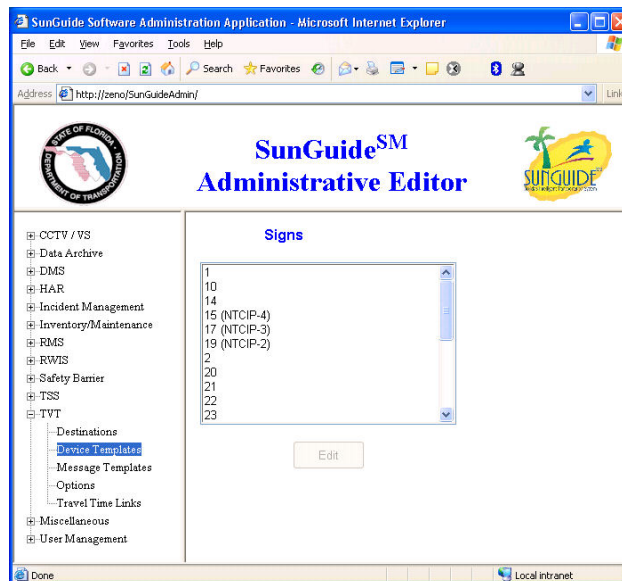 SunGuide Software Administration Application - Microsoft Internet Explorer
File Edit View Favorites Tools Help
Back Search Favorites
Address http://zeno/SunGuideAdmin/ Link
STATE OF FLORIDA
DEPARTMENT OF TRANSPORTATION
SunGuideSM
Administrative Editor
SUNGUIDE
CCTV / VS
Data Archive
DMS
HAR
Incident Management
Inventory/Maintenance
RMS
RWIS
Safety Barrier
TSS
TVT
Destinations
Device Templates
Message Templates
Options
Travel Time Links
Miscellaneous
User Management
Signs
1
10
14
15 (NTCIP-4)
17 (NTCIP-3)
19 (NTCIP-2)
2
20
21
22
23
Edit
Done Local intranet